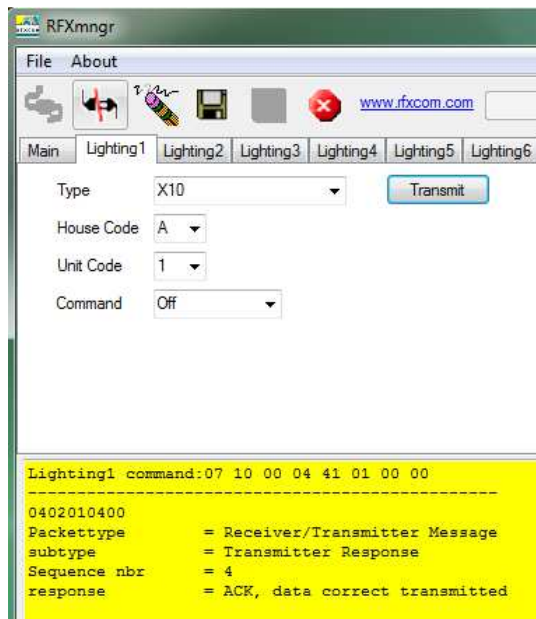 RFXmngr
File About
www.rfxcom.com
Main Lighting1 Lighting2 Lighting3 Lighting4 Lighting5 Lighting6
Type X10 Transmit
House Code A
Unit Code 1
Command Off
Lighting1 command:07 10 00 04 41 01 00 00
------------------------------------------------
0402010400
Packettype = Receiver/Transmitter Message
subtype = Transmitter Response
Sequence nbr = 4
response = ACK, data correct transmitted